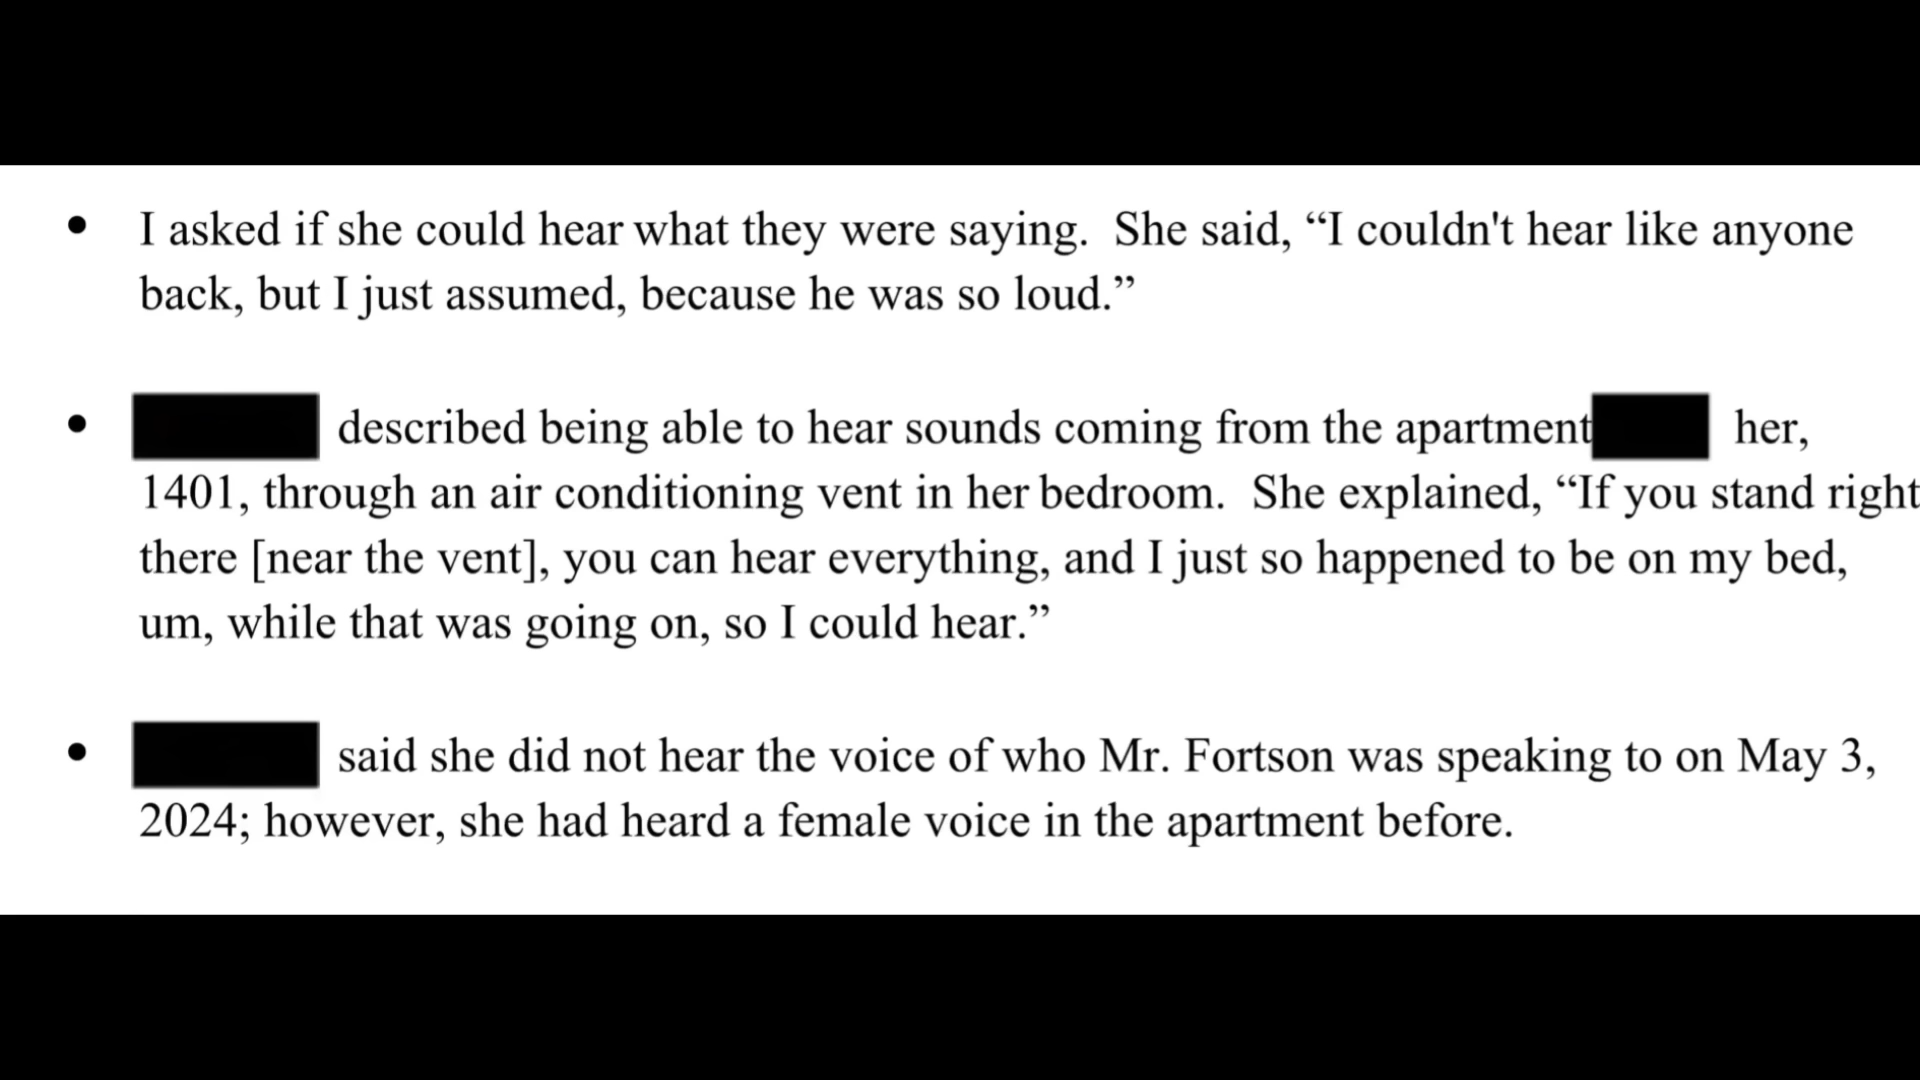 • I asked if she could hear what they were saying.  She said, “I couldn't hear like anyone
back, but I just assumed, because he was so loud.”
• described being able to hear sounds coming from the apartment her,
1401, through an air conditioning vent in her bedroom.  She explained, “If you stand right
there [near the vent], you can hear everything, and I just so happened to be on my bed,
um, while that was going on, so I could hear.”
• said she did not hear the voice of who Mr. Fortson was speaking to on May 3,
2024; however, she had heard a female voice in the apartment before.